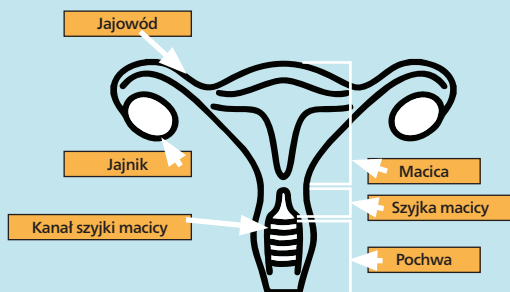 Jajowód
Jajnik
Macica
Szyjka macicy
Kanał szyjki macicy
Pochwa